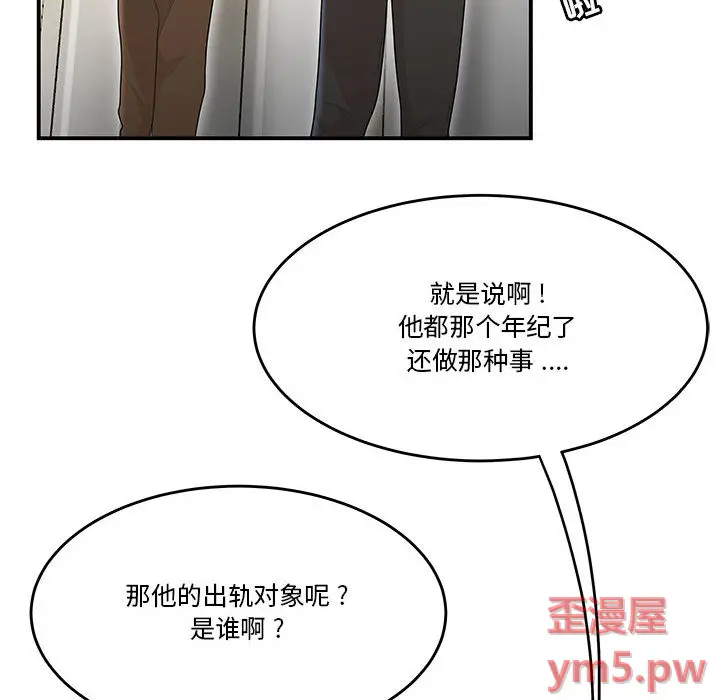 啦
就是说啊！
他都那个年纪了
还做那种事 ....
那他的出轨对象呢？
是谁啊？
歪漫屋
ym5.pw